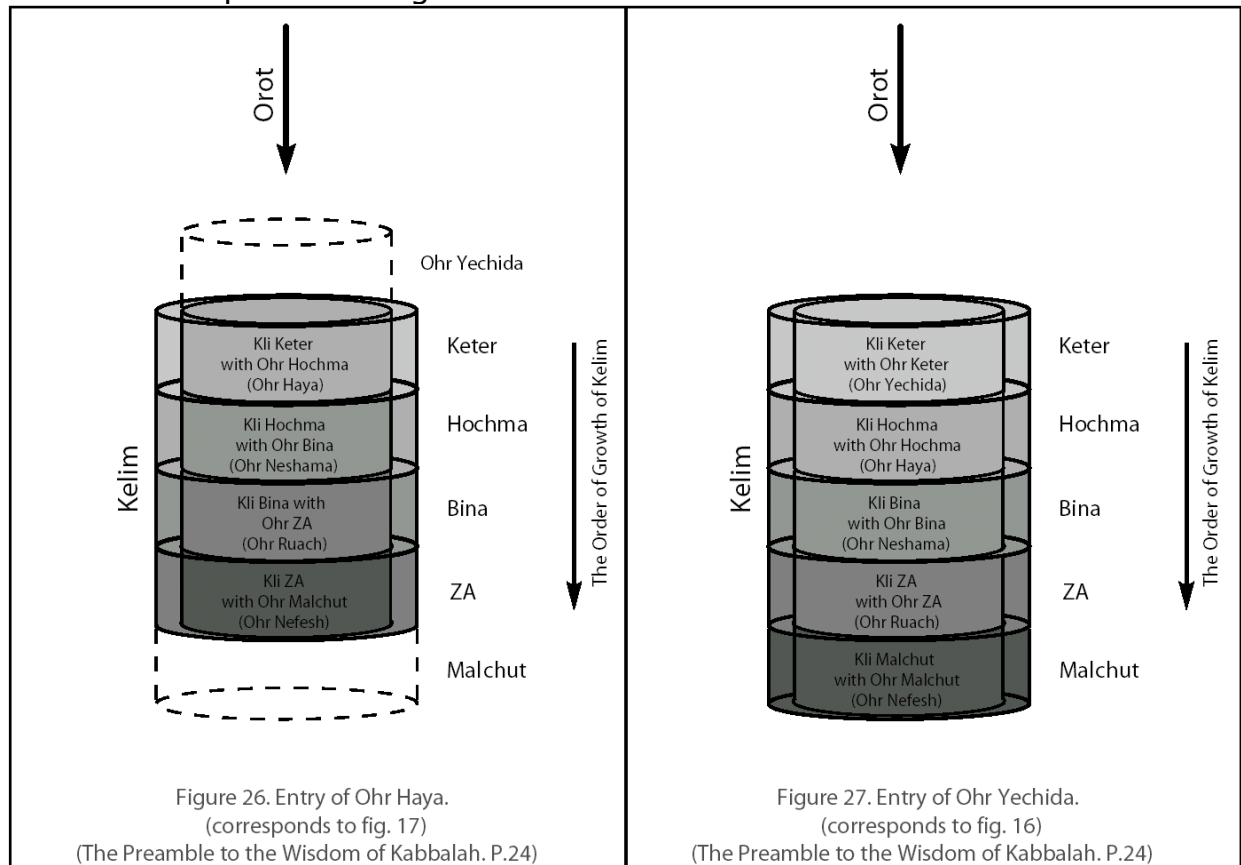 Orot
Ohr Yechida
Kelim
Kli Keter
with Ohr Hochma
(Ohr Haya)
Kli Hochma
with Ohr Bina
(Ohr Neshama)
Kli Bina with
Ohr ZA
(Ohr Ruach)
Kli ZA
with Ohr Malchut
(Ohr Nefesh)
Keter
Hochma
Bina
ZA
Malchut
The Order of Growth of Kelim
Figure 26. Entry of Ohr Haya.
(corresponds to fig. 17)
(The Preamble to the Wisdom of Kabbalah. P.24)
Orot
Kelim
Kli Keter
with Ohr Keter
(Ohr Yechida)
Kli Hochma
with Ohr Hochma
(Ohr Haya)
Kli Bina
with Ohr Bina
(Ohr Neshama)
Kli ZA
with Ohr ZA
(Ohr Ruach)
Kli Malchut
with Ohr Malchut
(Ohr Nefesh)
Keter
Hochma
Bina
ZA
Malchut
The Order of Growth of Kelim
Figure 27. Entry of Ohr Yechida.
(corresponds to fig. 16)
(The Preamble to the Wisdom of Kabbalah. P.24)